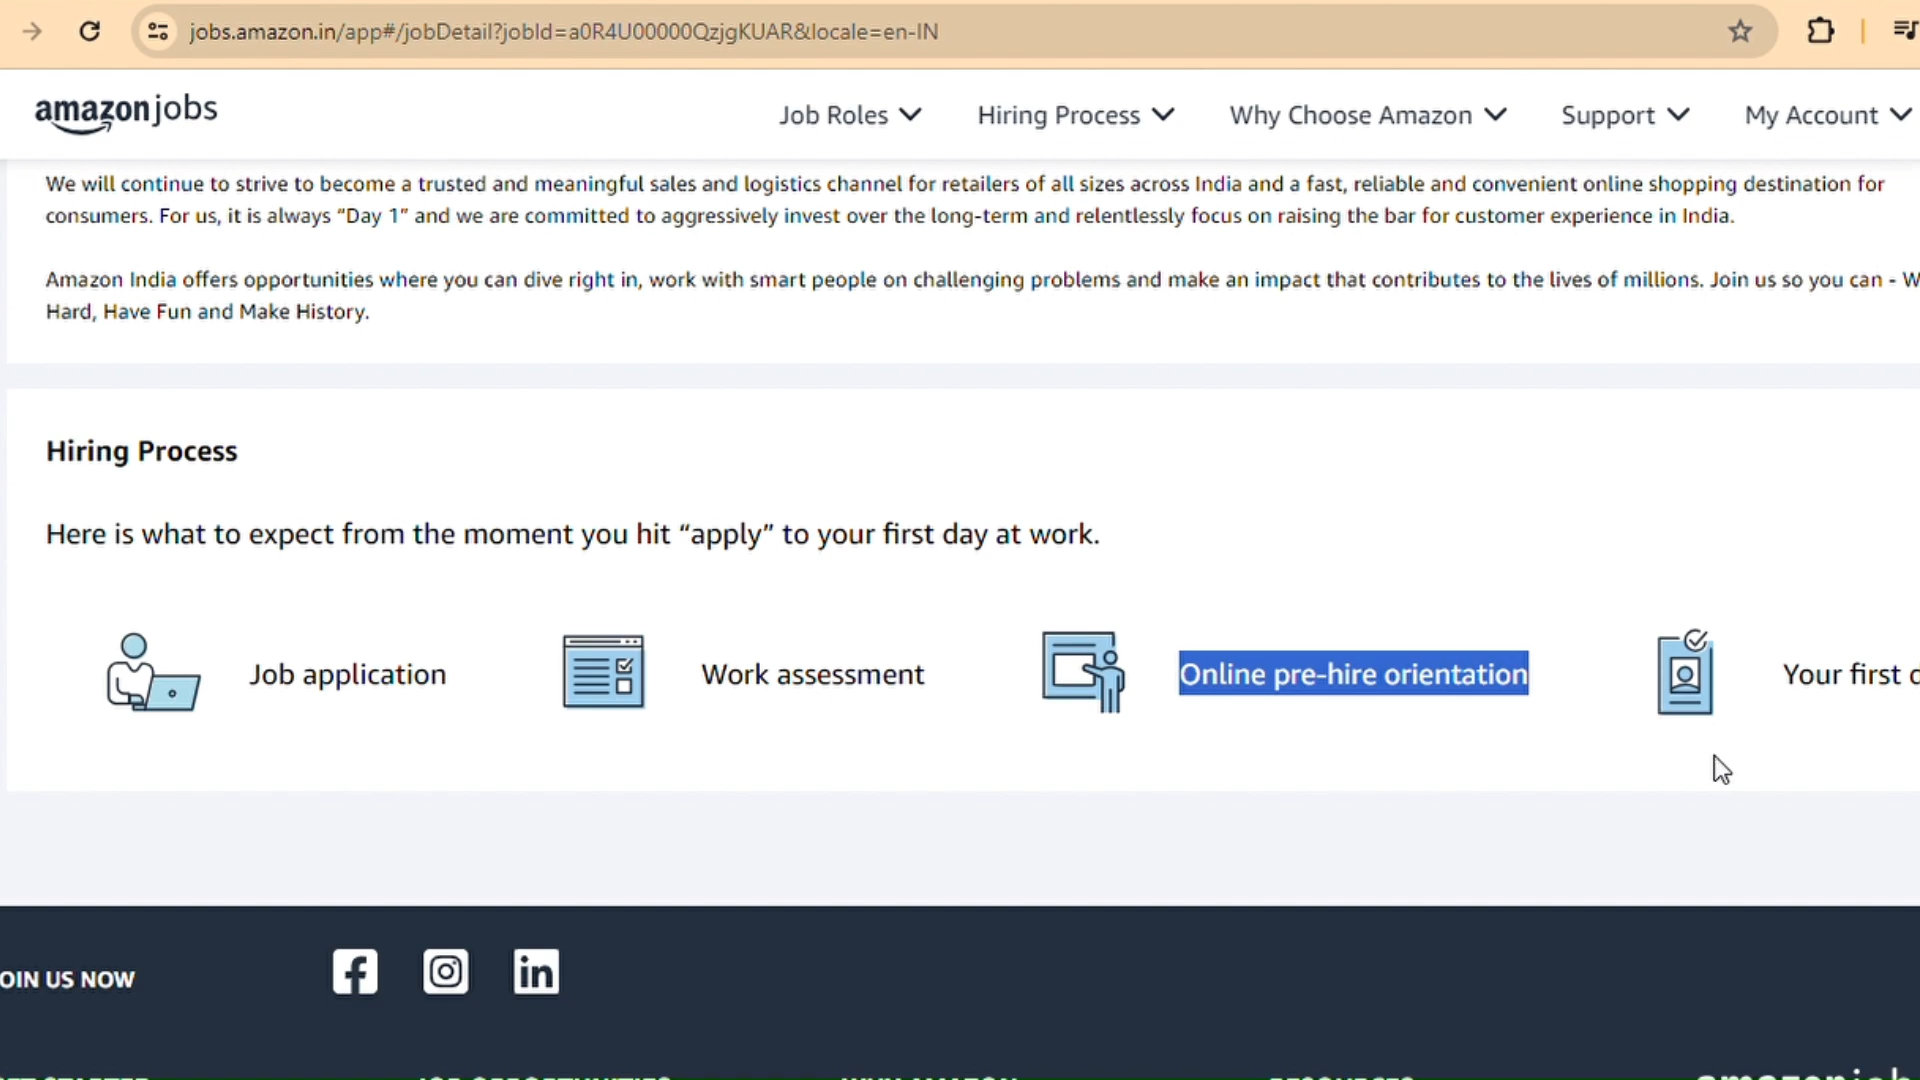 jobs.amazon.in/app#/jobDetail?jobId=a0R4U00000QzjgKUAR&locale=en-IN
amazonjobs
Job Roles
Hiring Process
Why Choose Amazon
Support
My Account
We will continue to strive to become a trusted and meaningful sales and logistics channel for retailers of all sizes across India and a fast, reliable and convenient online shopping destination for
consumers. For us, it is always “Day 1” and we are committed to aggressively invest over the long-term and relentlessly focus on raising the bar for customer experience in India.
Amazon India offers opportunities where you can dive right in, work with smart people on challenging problems and make an impact that contributes to the lives of millions. Join us so you can - W
Hard, Have Fun and Make History.
Hiring Process
Here is what to expect from the moment you hit “apply” to your first day at work.
Job application
Work assessment
Online pre-hire orientation
Your first d
OIN US NOW